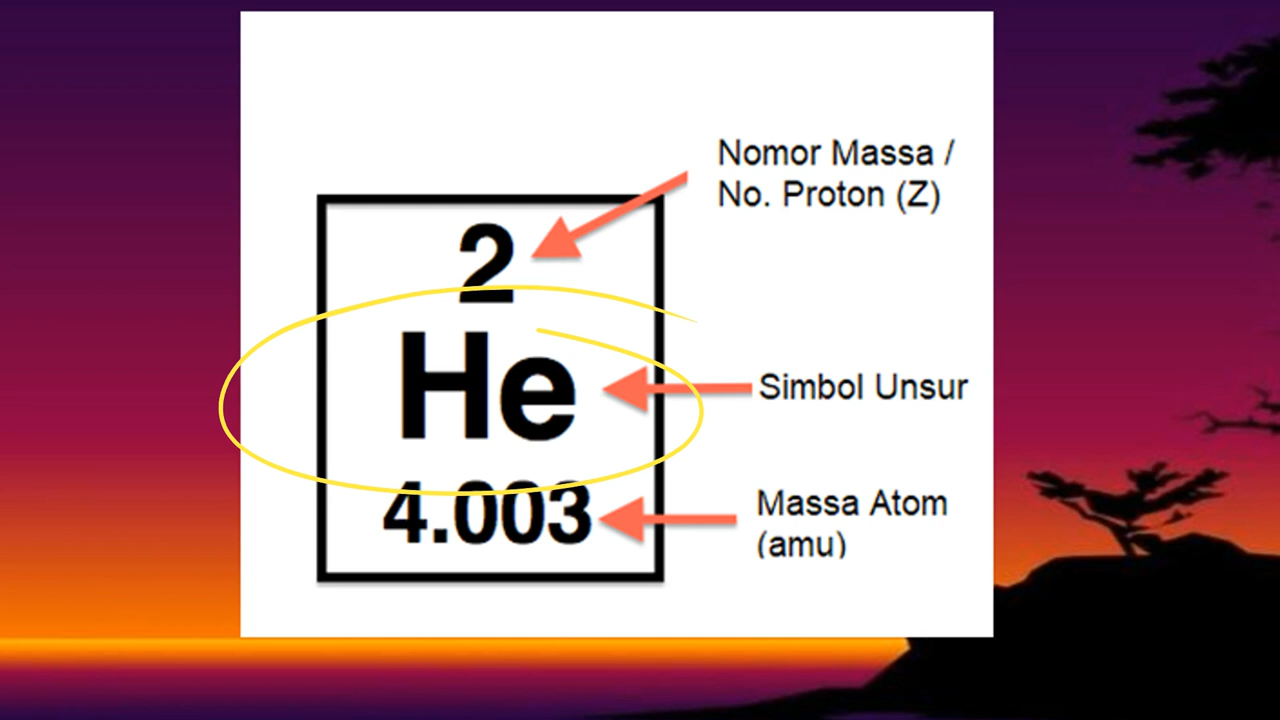 Nomor Massa /
No. Proton (Z)
2
He
Simbol Unsur
4.003
Massa Atom
(amu)